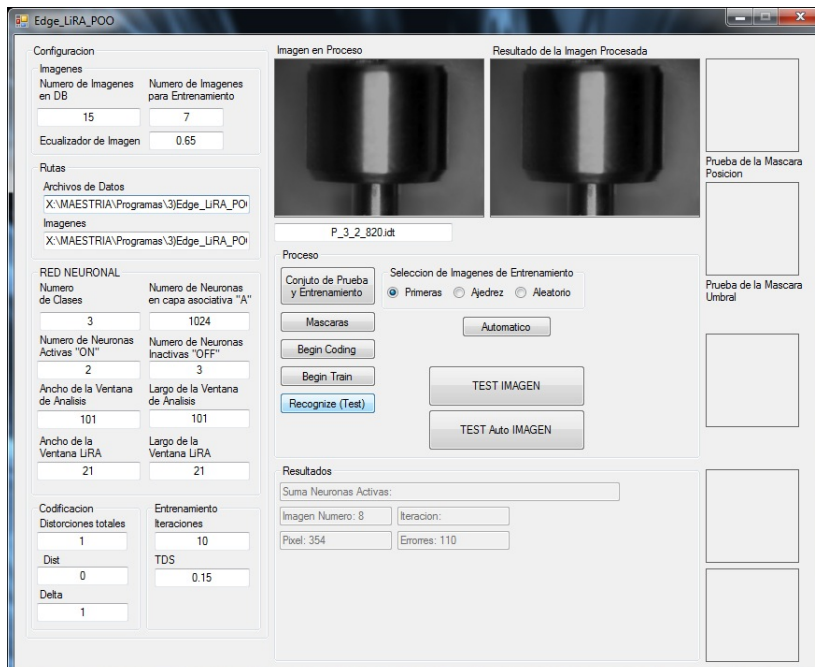 Edge_LiRA_POO
Configuracion
Imagenes
Numero de Imagenes en DB
15
Numero de Imagenes para Entrenamiento
7
Ecualizador de Imagen
0.65
Rutas
Archivos de Datos
X:\MAESTRIA\Programas\3)Edge_LiRA_PO
Imagenes
X:\MAESTRIA\Programas\3)Edge_LiRA_PO
RED NEURONAL
Numero de Clases
3
Numero de Neuronas en capa asociativa "A"
1024
Numero de Neuronas Activas "ON"
2
Numero de Neuronas Inactivas "OFF"
3
Ancho de la Ventana de Analisis
101
Largo de la Ventana de Analisis
101
Ancho de la Ventana LiRA
21
Largo de la Ventana LiRA
21
Codificacion
Distorciones totales
1
Dist
0
Delta
1
Entrenamiento
Iteraciones
10
TDS
0.15
Imagen en Proceso
Resultado de la Imagen Procesada
P_3_2_820.idt
Proceso
Conjuto de Prueba y Entrenamiento
Seleccion de Imagenes de Entrenamiento
Primeras Ajedrez Aleatorio
Mascaras
Automatico
Begin Coding
Begin Train
Recognize (Test)
TEST IMAGEN
TEST Auto IMAGEN
Resultados
Suma Neuronas Activas:
Imagen Numero: 8
Iteracion:
Pixel: 354
Errorres: 110
Prueba de la Mascara Posicion
Prueba de la Mascara Umbral